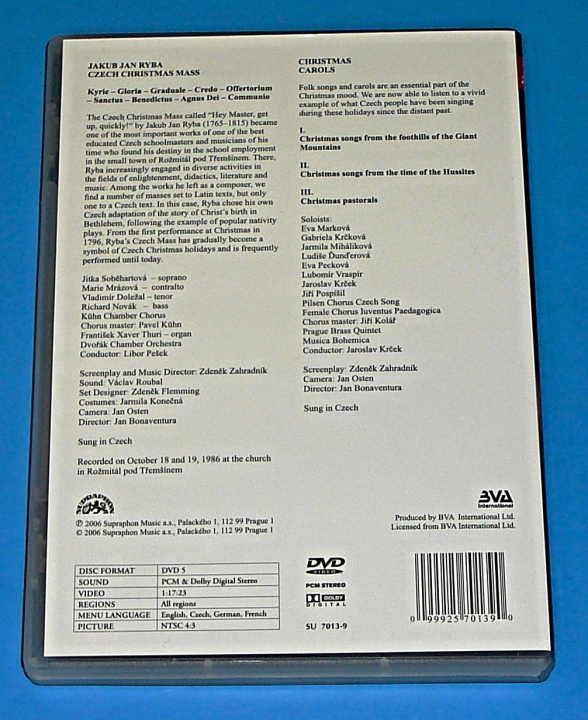 JAKUB JAN RYBA
CZECH CHRISTMAS MASS
Kyrie – Gloria – Graduale – Credo – Offertorium
– Sanctus – Benedictus – Agnus Dei – Communio
The Czech Christmas Mass called "Hey Master, get
up, quickly!" by Jakub Jan Ryba (1765–1815) became
one of the most important works of one of the best
educated Czech schoolmasters and musicians of his
time who found his destiny in the school employment
in the small town of Rožmitál pod Třemšínem. There,
Ryba increasingly engaged in diverse activities in
the fields of enlightenment, didactics, literature and
music. Among the works he left as a composer, we
find a number of masses set to Latin texts, but only
one to a Czech text. In this case, Ryba chose his own
Czech adaptation of the story of Christ's birth in
Bethlehem, following the example of popular nativity
plays. From the first performance at Christmas in
1796, Ryba's Czech Mass has gradually become a
symbol of Czech Christmas holidays and is frequently
performed until today.
Jitka Soběhartová – soprano
Marie Mrázová – contralto
Vladimír Doležal – tenor
Richard Novák – bass
Kühn Chamber Chorus
Chorus master: Pavel Kühn
František Xaver Thuri – organ
Dvořák Chamber Orchestra
Conductor: Libor Pešek
Screenplay and Music Director: Zdeněk Zahradník
Sound: Václav Roubal
Set Designer: Zdeněk Flemming
Costumes: Jarmila Konečná
Camera: Jan Osten
Director: Jan Bonaventura
Sung in Czech
Recorded on October 18 and 19, 1986 at the church
in Rožmitál pod Třemšínem
SUPRAPHON
℗ 2006 Supraphon Music a.s., Palackého 1, 112 99 Prague 1
© 2006 Supraphon Music a.s., Palackého 1, 112 99 Prague 1
DISC FORMAT DVD 5
SOUND PCM & Dolby Digital Stereo
VIDEO 1:17:23
REGIONS All regions
MENU LANGUAGE English, Czech, German, French
PICTURE NTSC 4:3
CHRISTMAS
CAROLS
Folk songs and carols are an essential part of the
Christmas mood. We are now able to listen to a vivid
example of what Czech people have been singing
during these holidays since the distant past.
I.
Christmas songs from the foothills of the Giant
Mountains
II.
Christmas songs from the time of the Hussites
III.
Christmas pastorals
Soloists:
Eva Marková
Gabriela Krčková
Jarmila Miháliková
Ludiše Ďunďerová
Eva Pecková
Lubomír Vraspír
Jaroslav Krček
Jiří Pospíšil
Pilsen Chorus Czech Song
Female Chorus Iuventus Paedagogica
Chorus master: Jiří Kolář
Prague Brass Quintet
Musica Bohemica
Conductor: Jaroslav Krček
Screenplay: Zdeněk Zahradník
Camera: Jan Osten
Director: Jan Bonaventura
Sung in Czech
BVA
International
Produced by BVA International Ltd.
Licensed from BVA International Ltd.
DVD
VIDEO
PCM STEREO
DOLBY
DIGITAL
SU 7013-9
0 99925 70139 0